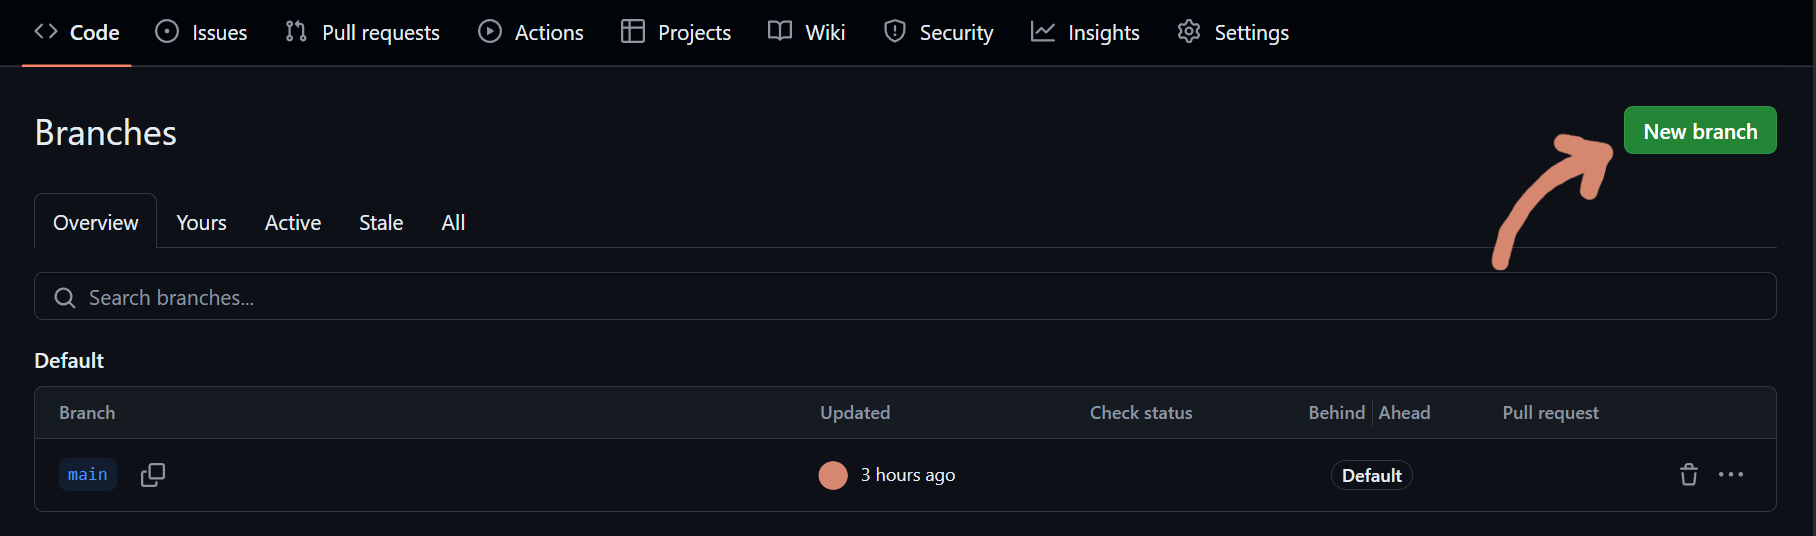 Code Issues Pull requests Actions Projects Wiki Security Insights Settings
Branches
New branch
Overview Yours Active Stale All
Search branches...
Default
Branch Updated Check status Behind Ahead Pull request
main 3 hours ago Default